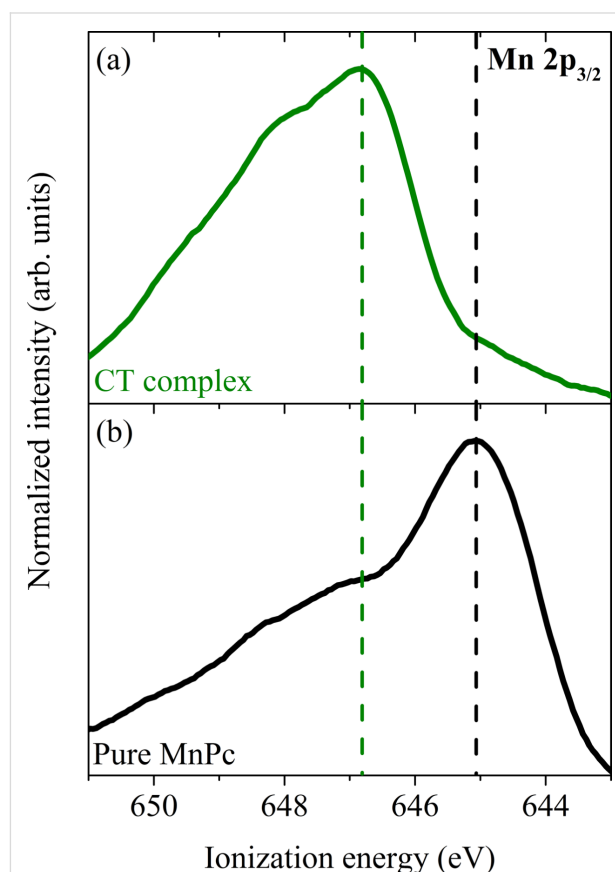 (a)
Mn 2p3/2
CT complex
(b)
Pure MnPc
Normalized intensity (arb. units)
650 648 646 644
Ionization energy (eV)